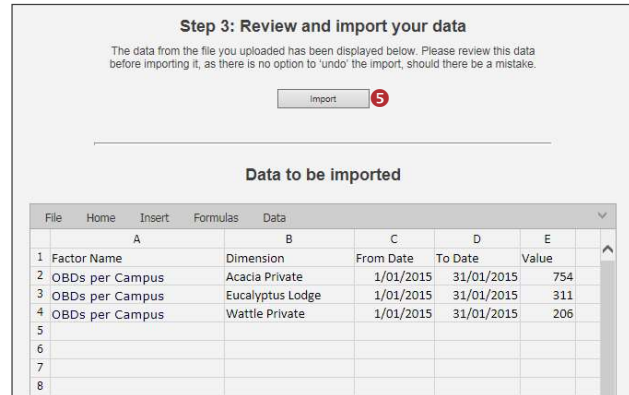 Step 3: Review and import your data
The data from the file you uploaded has been displayed below. Please review this data
before importing it, as there is no option to 'undo' the import, should there be a mistake.
Import 5
Data to be imported
File Home Insert Formulas Data
A B C D E
1 Factor Name Dimension From Date To Date Value
2 OBDs per Campus Acacia Private 1/01/2015 31/01/2015 754
3 OBDs per Campus Eucalyptus Lodge 1/01/2015 31/01/2015 311
4 OBDs per Campus Wattle Private 1/01/2015 31/01/2015 206
5
6
7
8